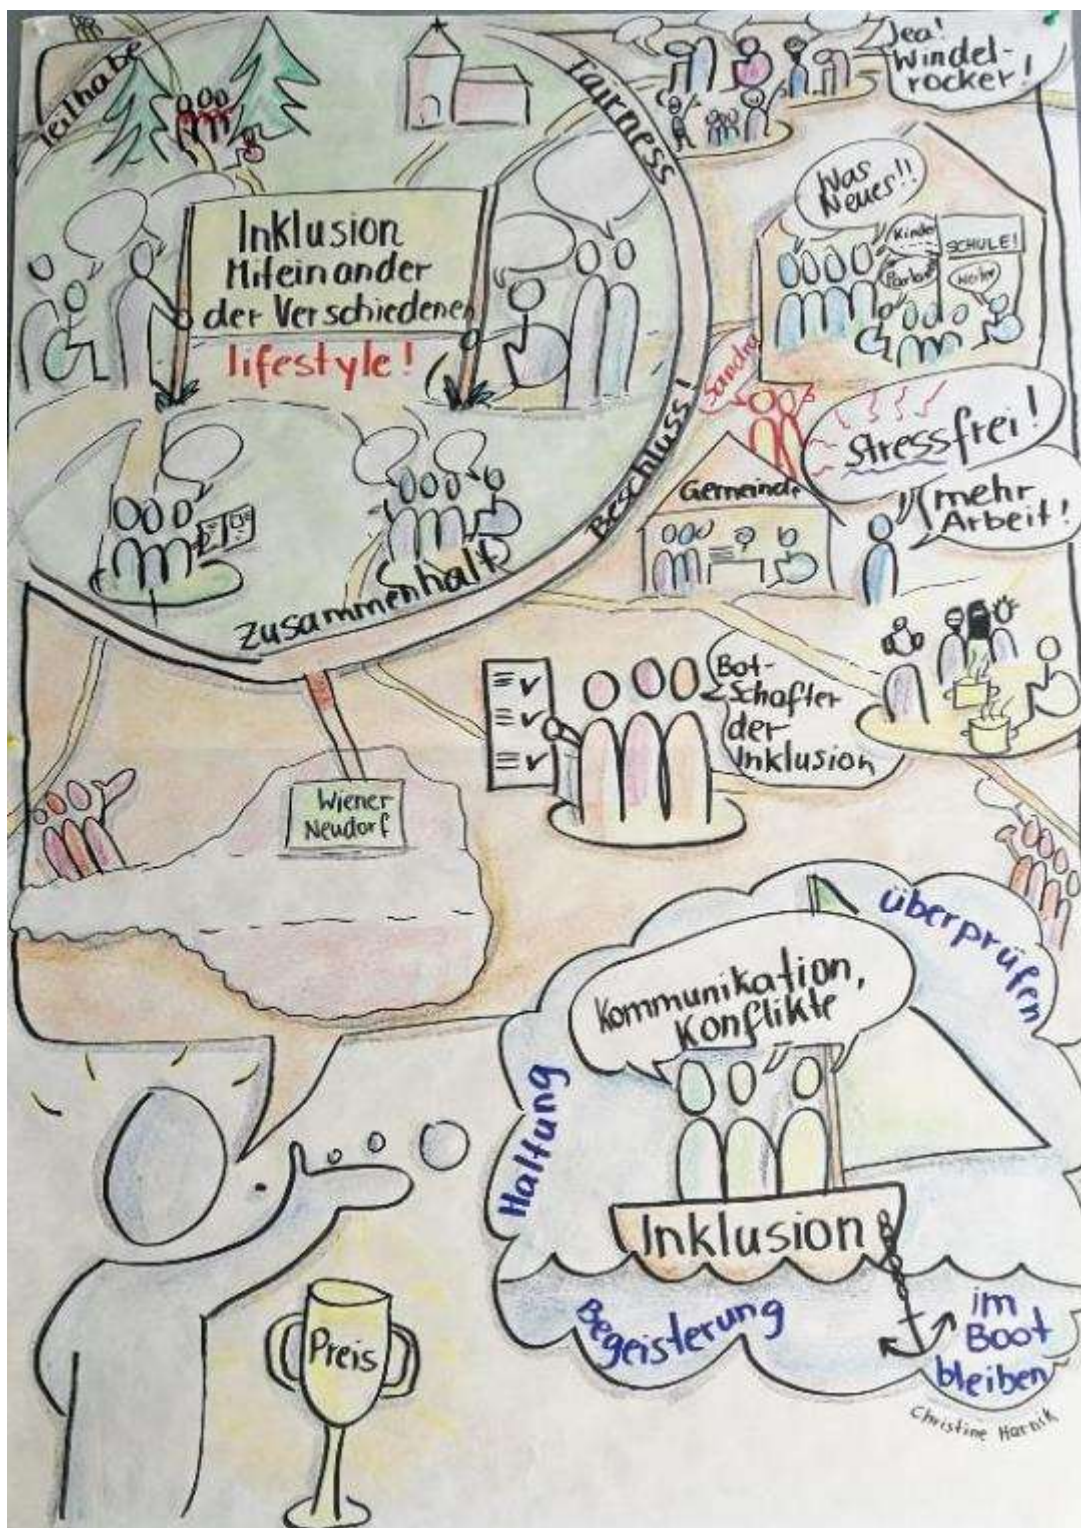 Teilhabe
Fairness
Beschluss!
Zusammenhalt
Inklusion
Miteinander
der Verschiedenen
lifestyle!
Jea!
Windel-
rocker!
Was
Neues!!
Kinder
SCHULE!
Sandra
Stressfrei!
Gemeinde
mehr
Arbeit!
Bot-
schafter
der
Inklusion
Wiener
Neudorf
überprüfen
Kommunikation,
Konflikte
Haltung
Inklusion
Begeisterung
im
Boot
bleiben
Preis
Christine Harnik